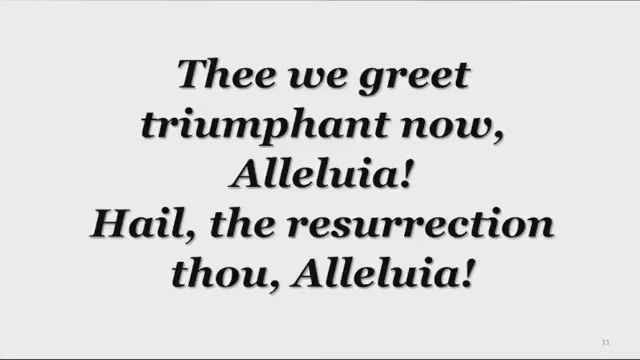 Thee we greet
triumphant now,
Alleluia!
Hail, the resurrection
thou, Alleluia!
11